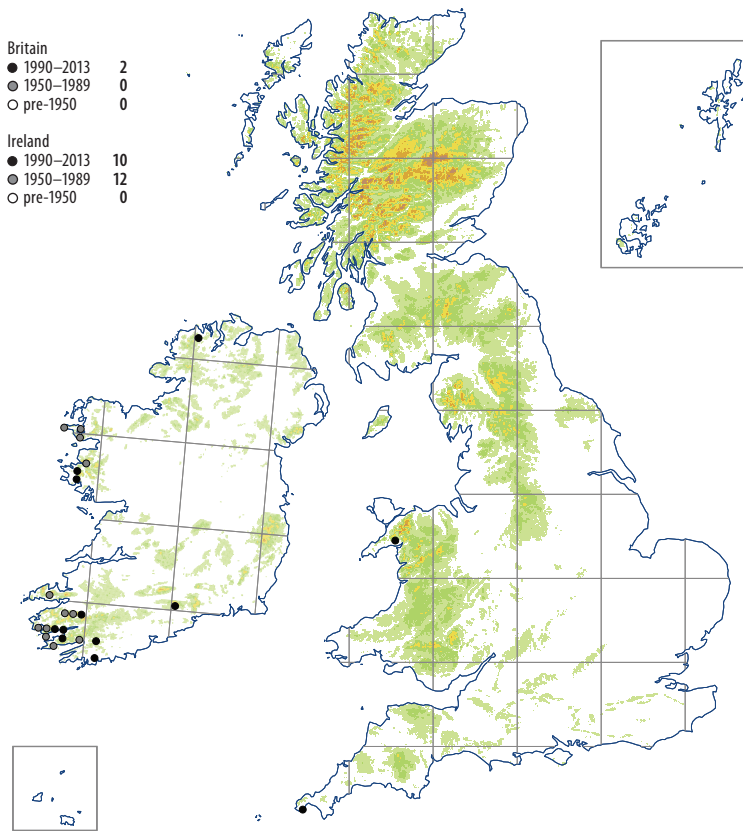 Britain
● 1990–2013 2
● 1950–1989 0
○ pre-1950 0
Ireland
● 1990–2013 10
● 1950–1989 12
○ pre-1950 0